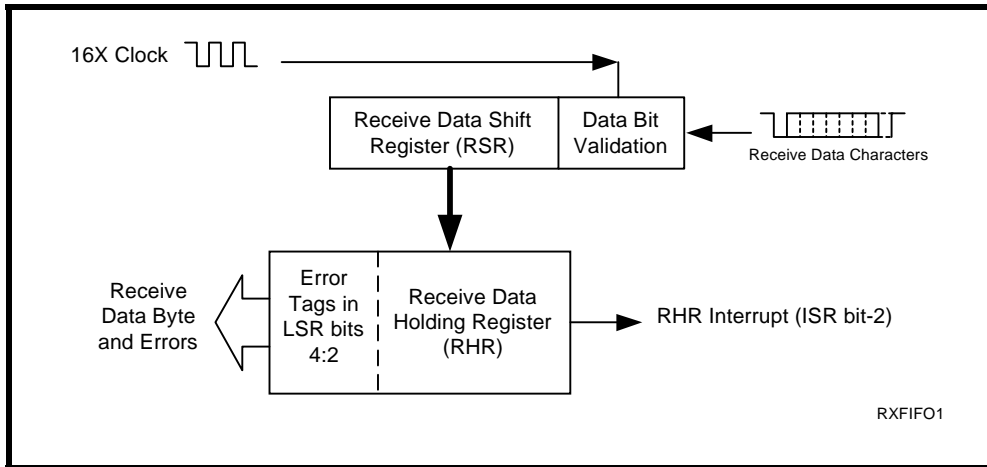 16X Clock
Receive Data Shift
Register (RSR)
Data Bit
Validation
Receive Data Characters
Receive
Data Byte
and Errors
Error
Tags in
LSR bits
4:2
Receive Data
Holding Register
(RHR)
RHR Interrupt (ISR bit-2)
RXFIFO1